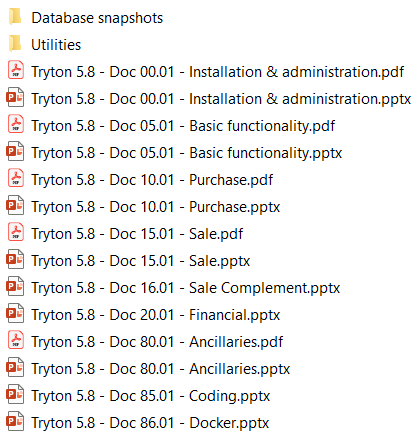 Database snapshots
Utilities
Tryton 5.8 - Doc 00.01 - Installation & administration.pdf
Tryton 5.8 - Doc 00.01 - Installation & administration.pptx
Tryton 5.8 - Doc 05.01 - Basic functionality.pdf
Tryton 5.8 - Doc 05.01 - Basic functionality.pptx
Tryton 5.8 - Doc 10.01 - Purchase.pdf
Tryton 5.8 - Doc 10.01 - Purchase.pptx
Tryton 5.8 - Doc 15.01 - Sale.pdf
Tryton 5.8 - Doc 15.01 - Sale.pptx
Tryton 5.8 - Doc 16.01 - Sale Complement.pptx
Tryton 5.8 - Doc 20.01 - Financial.pptx
Tryton 5.8 - Doc 80.01 - Ancillaries.pdf
Tryton 5.8 - Doc 80.01 - Ancillaries.pptx
Tryton 5.8 - Doc 85.01 - Coding.pptx
Tryton 5.8 - Doc 86.01 - Docker.pptx